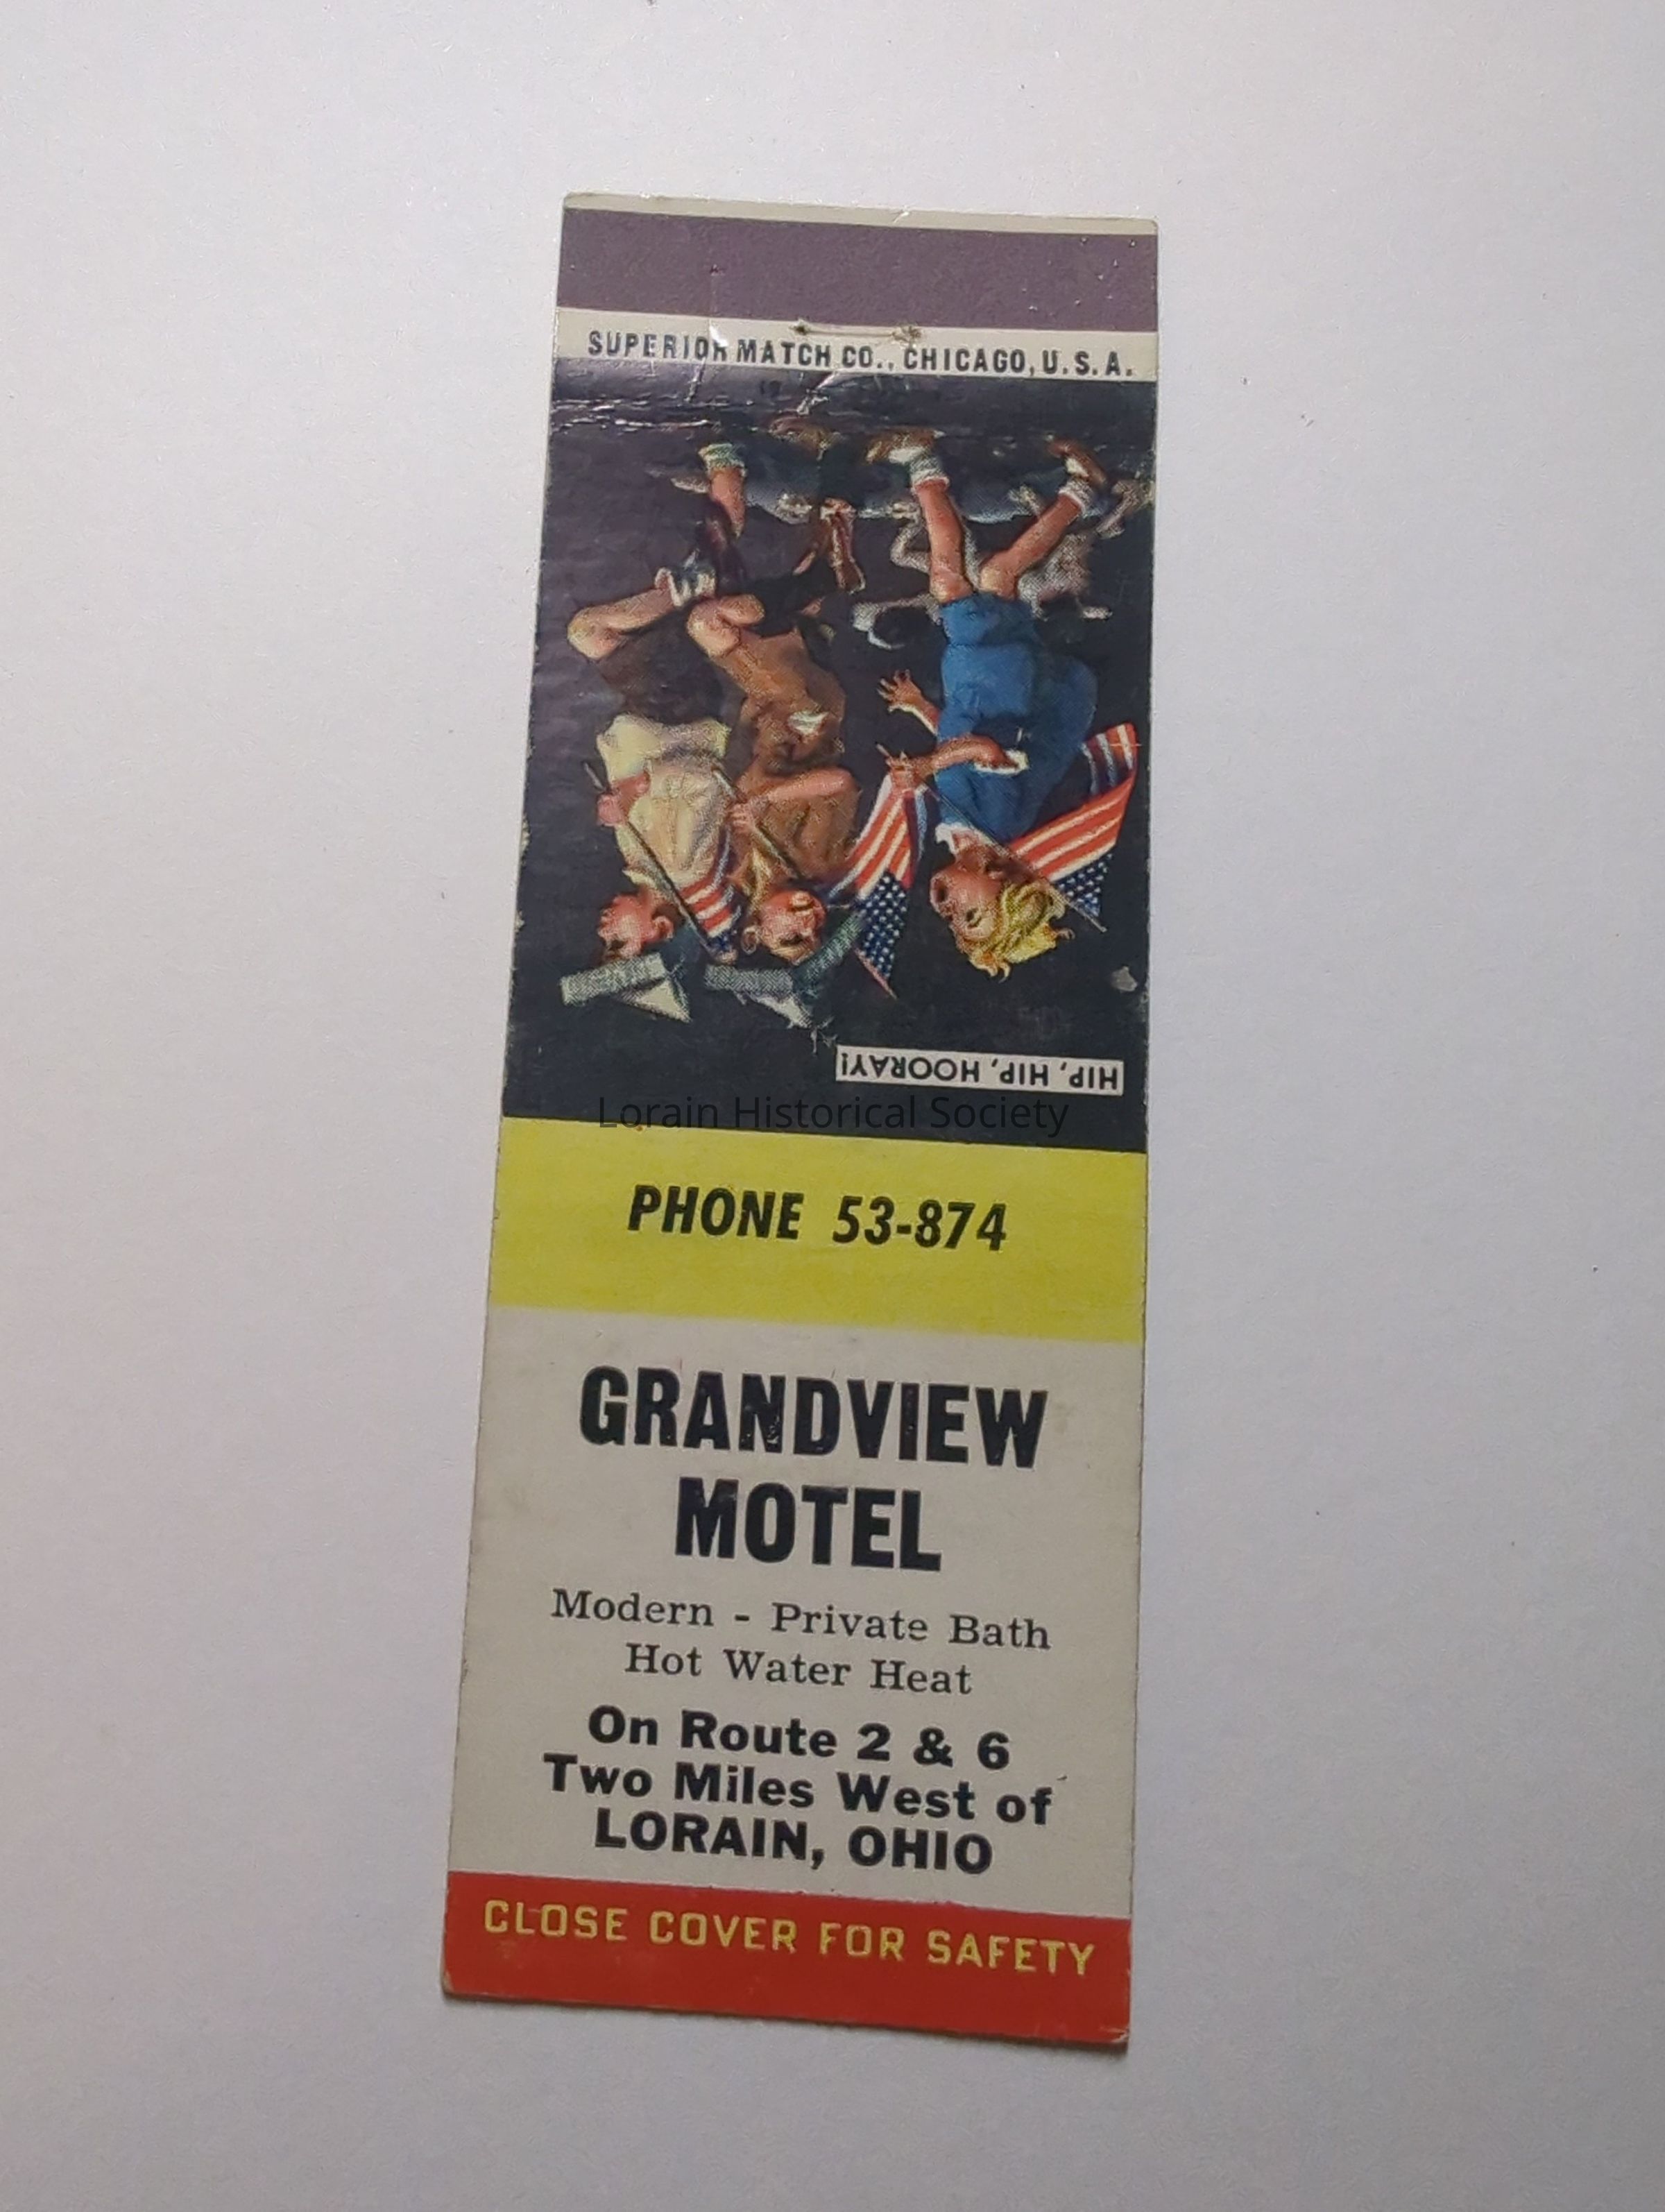 SUPERIOR MATCH CO., CHICAGO, U.S.A.
HIP, HIP, HOORAY!
Lorain Historical Society
PHONE 53-874
GRANDVIEW
MOTEL
Modern - Private Bath
Hot Water Heat
On Route 2 & 6
Two Miles West of
LORAIN, OHIO
CLOSE COVER FOR SAFETY